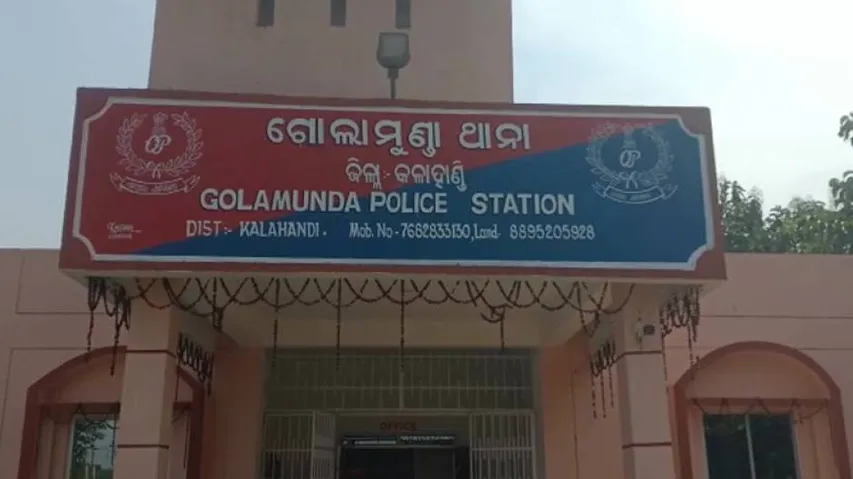 ଗୋଲାମୁଣ୍ଡା ଥାନା
ଜିଲ୍ଲା:- କଳାହାଣ୍ଡି
GOLAMUNDA POLICE STATION
DIST:- KALAHANDI. Mob. No-7682833130, Land 8895205928
OFFICE